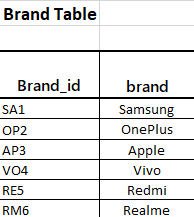 Brand Table
Brand_id brand
SA1 Samsung
OP2 OnePlus
AP3 Apple
VO4 Vivo
RE5 Redmi
RM6 Realme